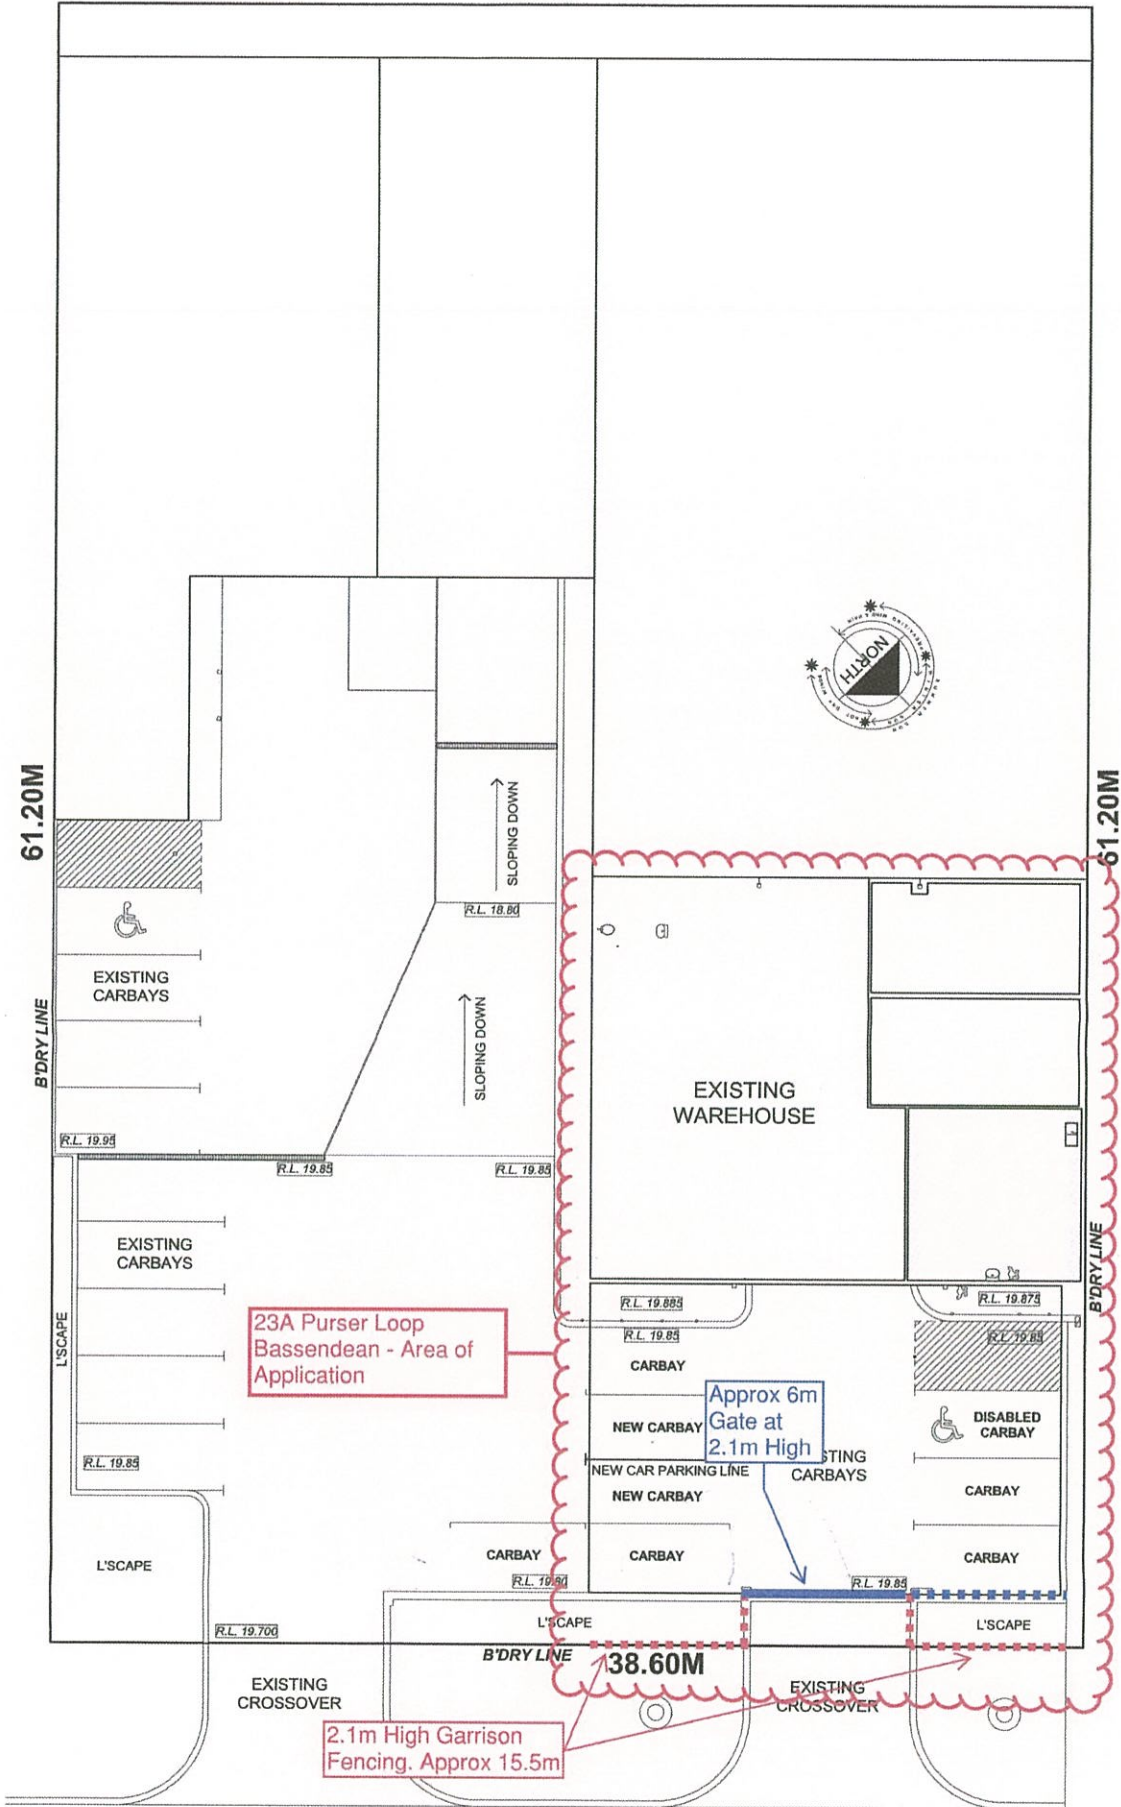 NORTH
61.20M
61.20M
SLOPING DOWN
R.L. 18.80
EXISTING
CARBAYS
SLOPING DOWN
B'DRY LINE
EXISTING
WAREHOUSE
R.L. 19.95
R.L. 19.85
R.L. 19.85
EXISTING
CARBAYS
B'DRY LINE
L'SCAPE
R.L. 19.885
R.L. 19.875
R.L. 19.85
R.L. 19.85
23A Purser Loop
Bassendean - Area of
Application
CARBAY
Approx 6m
Gate at
2.1m High
NEW CARBAY
DISABLED
CARBAY
STING
CARBAYS
R.L. 19.85
NEW CAR PARKING LINE
NEW CARBAY
CARBAY
CARBAY
CARBAY
CARBAY
L'SCAPE
R.L. 19.80
R.L. 19.85
L'SCAPE
L'SCAPE
R.L. 19.700
B'DRY LINE
38.60M
EXISTING
CROSSOVER
EXISTING
CROSSOVER
2.1m High Garrison
Fencing. Approx 15.5m